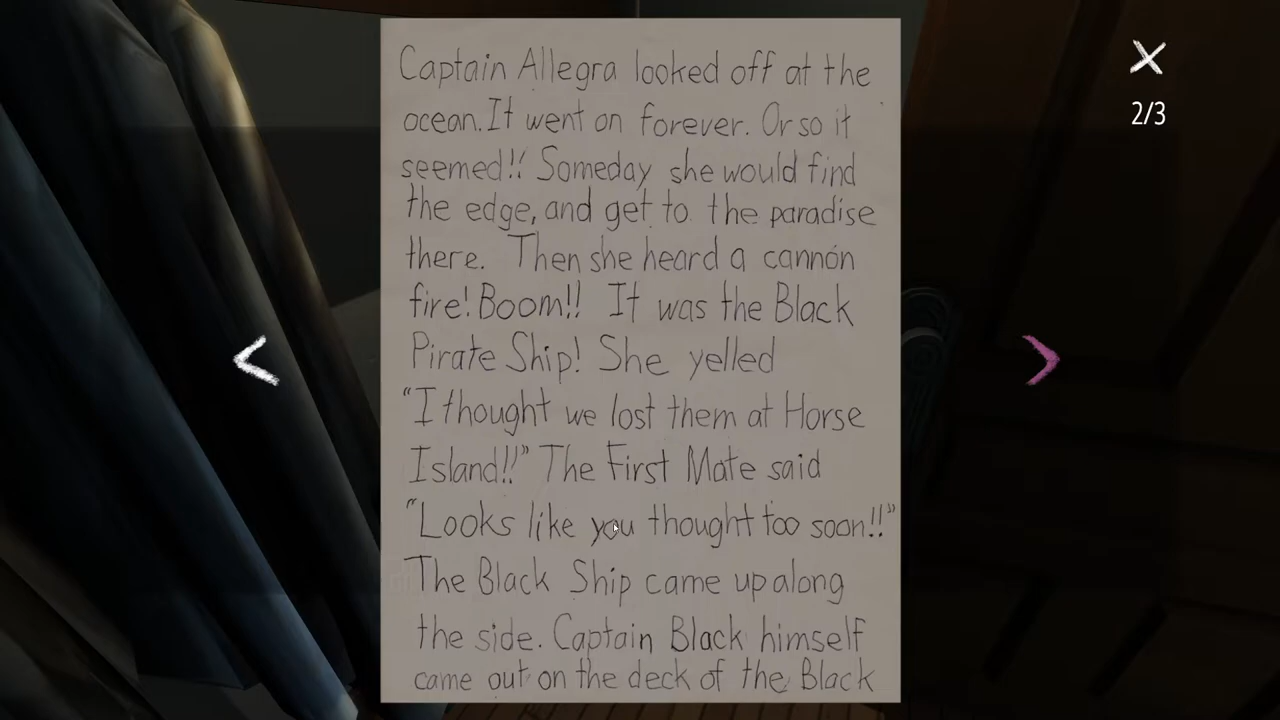 Captain Allegra looked off at the
ocean. It went on forever. Or so it
seemed!! Someday she would find
the edge, and get to the paradise
there. Then she heard a cannon
fire! Boom!! It was the Black
Pirate Ship! She yelled
"I thought we lost them at Horse
Island!!" The First Mate said
"Looks like you thought too soon!!"
The Black Ship came up along
the side. Captain Black himself
came out on the deck of the Black
2/3